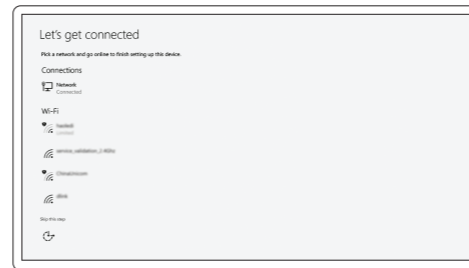 Let's get connected
Pick a network and go online to finish setting up this device.
Connections
Network
Connected
Wi-Fi
Skip this step